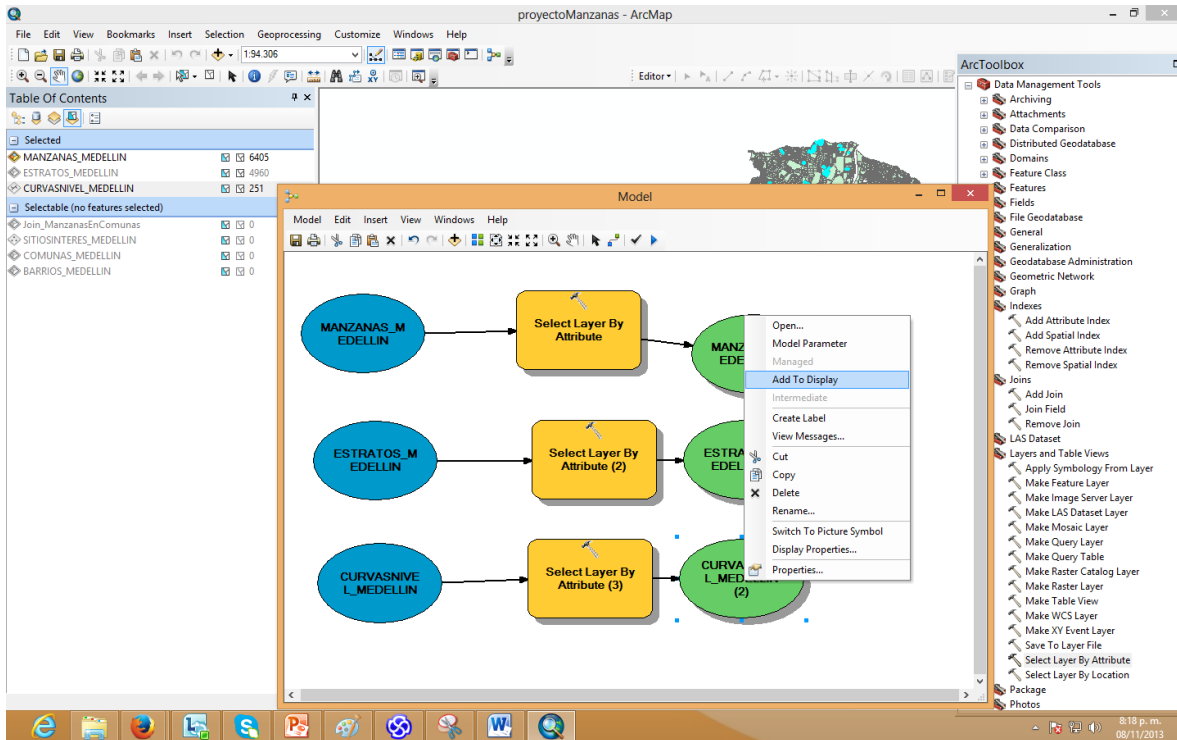 proyectoManzanas - ArcMap
File Edit View Bookmarks Insert Selection Geoprocessing Customize Windows Help
1:94.306
Editor
Table Of Contents
Selected
MANZANAS_MEDELLIN 6405
ESTRATOS_MEDELLIN 4960
CURVASNIVEL_MEDELLIN 251
Selectable (no features selected)
Join_ManzanasEnComunas 0
SITIOSINTERES_MEDELLIN 0
COMUNAS_MEDELLIN 0
BARRIOS_MEDELLIN 0
Model
Model Edit Insert View Windows Help
MANZANAS_M
EDELLIN
Select Layer By
Attribute
MANZ
EDE
ESTRATOS_M
EDELLIN
Select Layer By
Attribute (2)
ESTRA
EDEL
CURVASNIVE
L_MEDELLIN
Select Layer By
Attribute (3)
CURVA
L_MEDEL
(2)
Open...
Model Parameter
Managed
Add To Display
Intermediate
Create Label
View Messages...
Cut
Copy
Delete
Rename...
Switch To Picture Symbol
Display Properties...
Properties...
ArcToolbox
Data Management Tools
Archiving
Attachments
Data Comparison
Distributed Geodatabase
Domains
Feature Class
Features
Fields
File Geodatabase
General
Generalization
Geodatabase Administration
Geometric Network
Graph
Indexes
Add Attribute Index
Add Spatial Index
Remove Attribute Index
Remove Spatial Index
Joins
Add Join
Join Field
Remove Join
LAS Dataset
Layers and Table Views
Apply Symbology From Layer
Make Feature Layer
Make Image Server Layer
Make LAS Dataset Layer
Make Mosaic Layer
Make Query Layer
Make Query Table
Make Raster Catalog Layer
Make Raster Layer
Make Table View
Make WCS Layer
Make XY Event Layer
Save To Layer File
Select Layer By Attribute
Select Layer By Location
Package
Photos
8:18 p. m.
08/11/2013